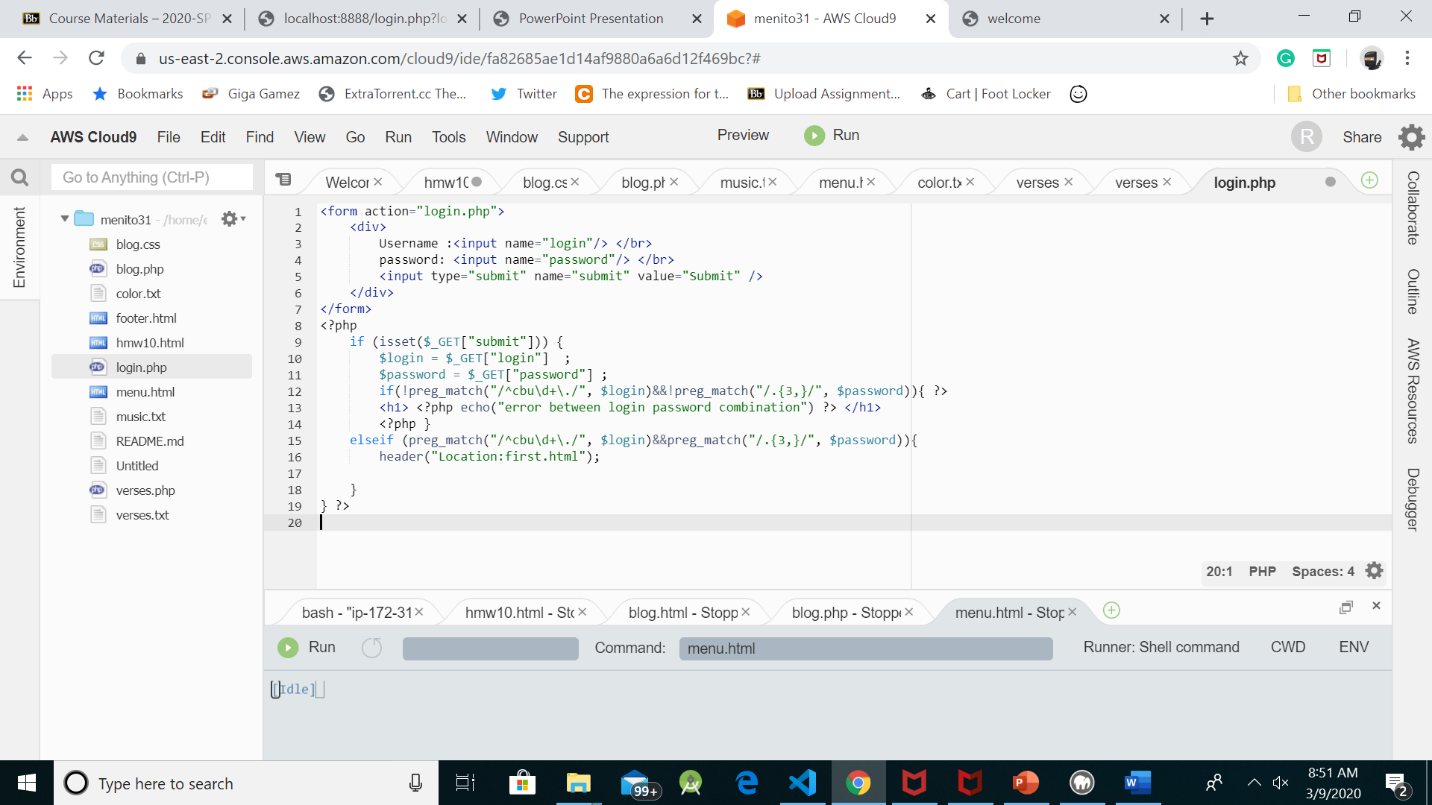 Course Materials – 2020-SP
localhost:8888/login.php?lo
PowerPoint Presentation
menito31 - AWS Cloud9
welcome
us-east-2.console.aws.amazon.com/cloud9/ide/fa82685ae1d14af9880a6a6d12f469bc?#
Apps Bookmarks Giga Gamez ExtraTorrent.cc The... Twitter The expression for t... Bb Upload Assignment... Cart | Foot Locker Other bookmarks
AWS Cloud9 File Edit Find View Go Run Tools Window Support Preview Run R Share
Go to Anything (Ctrl-P)
Welcor hmw10 blog.cs blog.ph music.t menu.h color.tx verses verses login.php
Environment
menito31 - /home/e
blog.css
blog.php
color.txt
footer.html
hmw10.html
login.php
menu.html
music.txt
README.md
Untitled
verses.php
verses.txt
1 <form action="login.php">
2 <div>
3 Username :<input name="login"/> </br>
4 password: <input name="password"/> </br>
5 <input type="submit" name="submit" value="Submit" />
6 </div>
7 </form>
8 <?php
9 if (isset($_GET["submit"])) {
10 $login = $_GET["login"]  ;
11 $password = $_GET["password"] ;
12 if(!preg_match("/^cbu\d+\./", $login)&&!preg_match("/.{3,}/", $password)){ ?>
13 <h1> <?php echo("error between login password combination") ?> </h1>
14 <?php }
15 elseif (preg_match("/^cbu\d+\./", $login)&&preg_match("/.{3,}/", $password)){
16 header("Location:first.html");
17
18 }
19 } ?>
20
20:1 PHP Spaces: 4
Collaborate
Outline
AWS Resources
Debugger
bash - "ip-172-31 hmw10.html - Sto blog.html - Stopp blog.php - Stoppe menu.html - Stop
Run Command: menu.html Runner: Shell command CWD ENV
[Idle]
Type here to search
99+
8:51 AM
3/9/2020
2